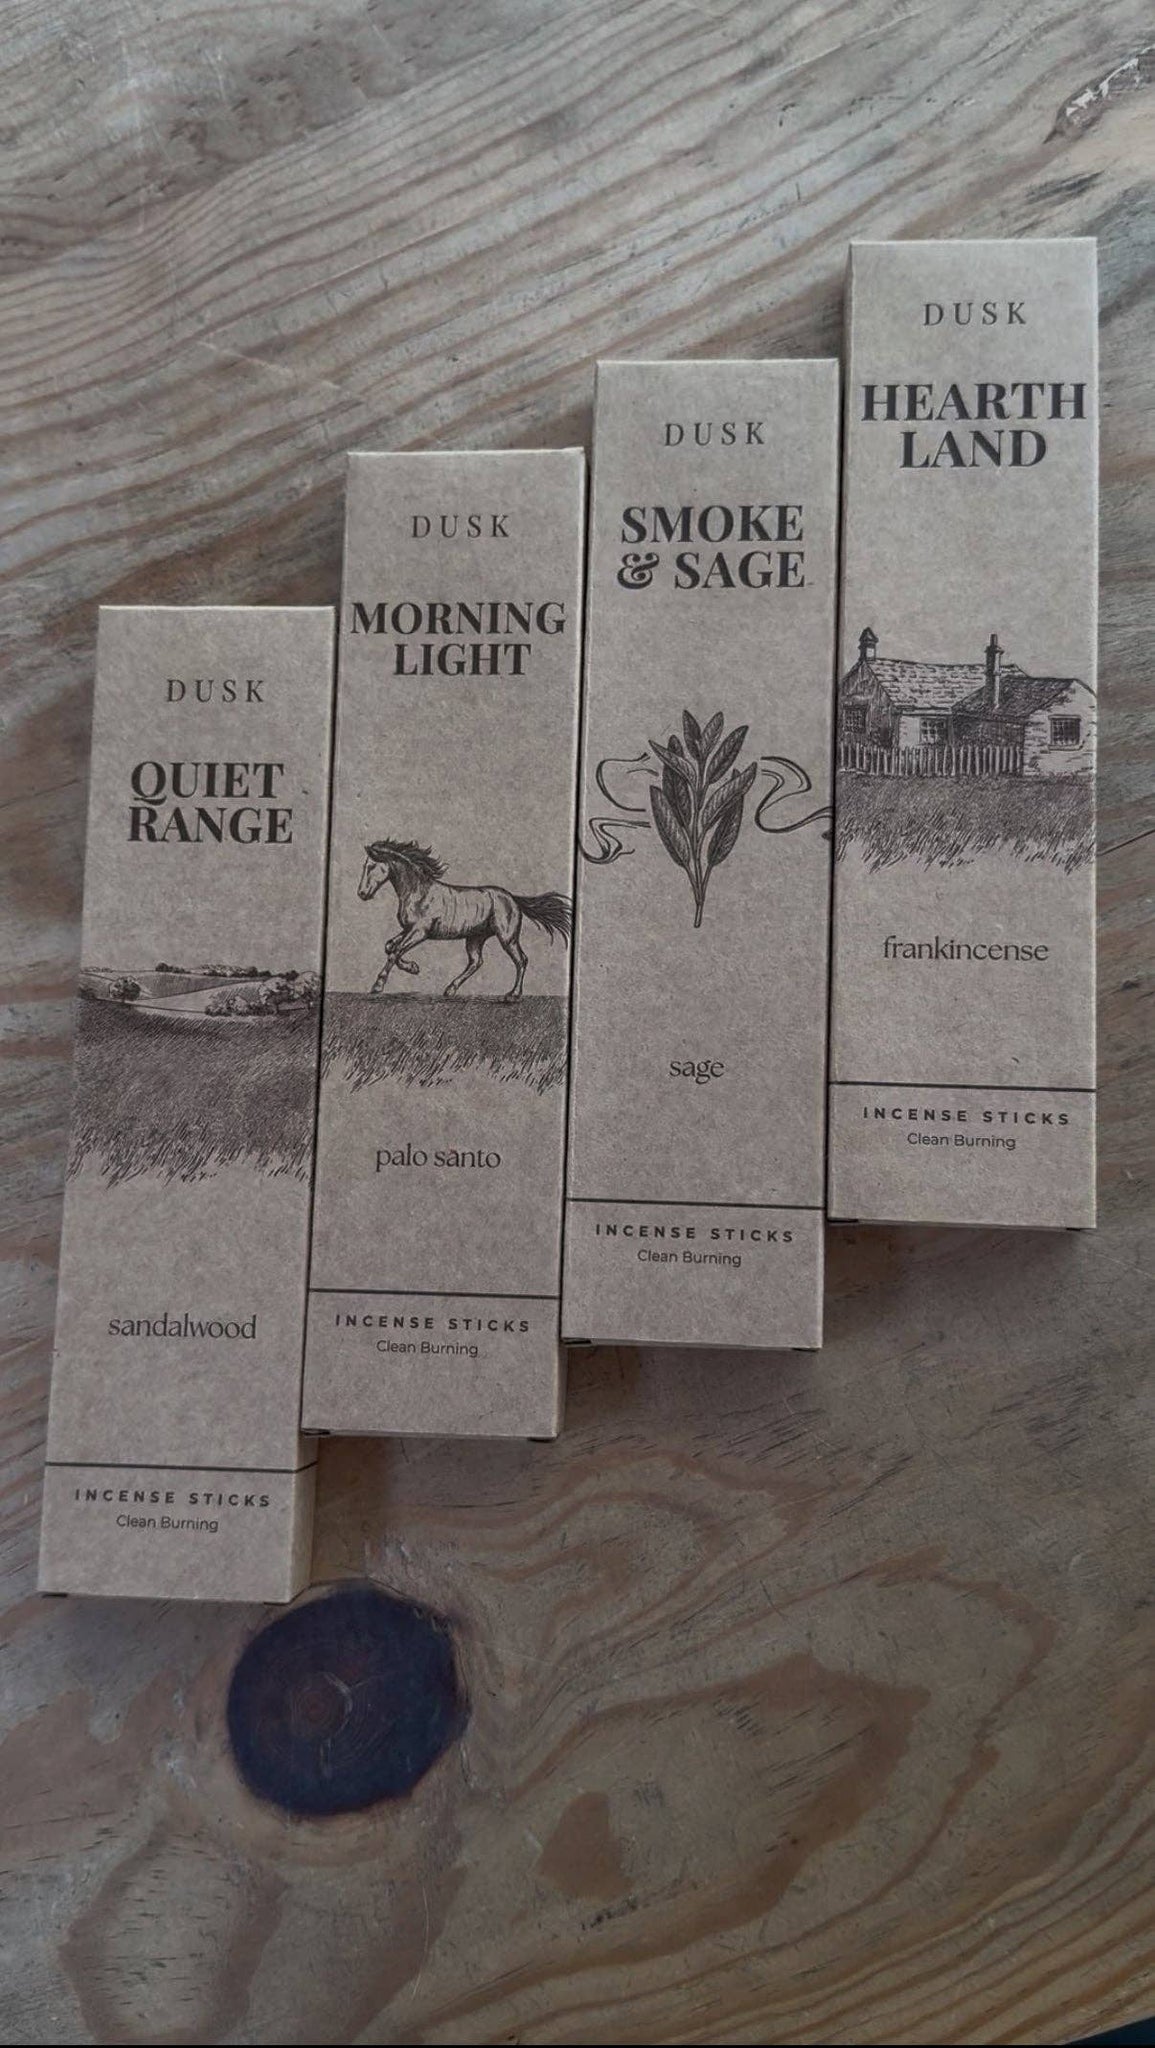 DUSK
QUIET
RANGE
sandalwood
INCENSE STICKS
Clean Burning
DUSK
MORNING
LIGHT
palo santo
INCENSE STICKS
Clean Burning
DUSK
SMOKE
& SAGE
sage
INCENSE STICKS
Clean Burning
DUSK
HEARTH
LAND
frankincense
INCENSE STICKS
Clean Burning